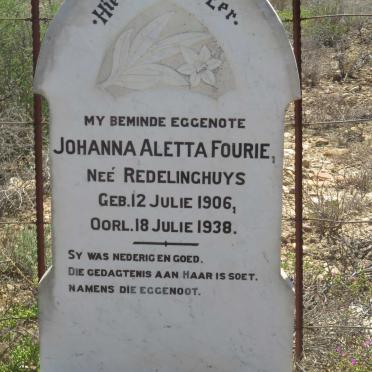 MY BEMINDE EGGENOTE
JOHANNA ALETTA FOURIE,
NEÉ REDELINGHUYS
GEB. 12 JULIE 1906,
OORL. 18 JULIE 1938.
SY WAS NEDERIG EN GOED.
DIE GEDAGTENIS AAN HAAR IS SOET.
NAMENS DIE EGGENOOT.